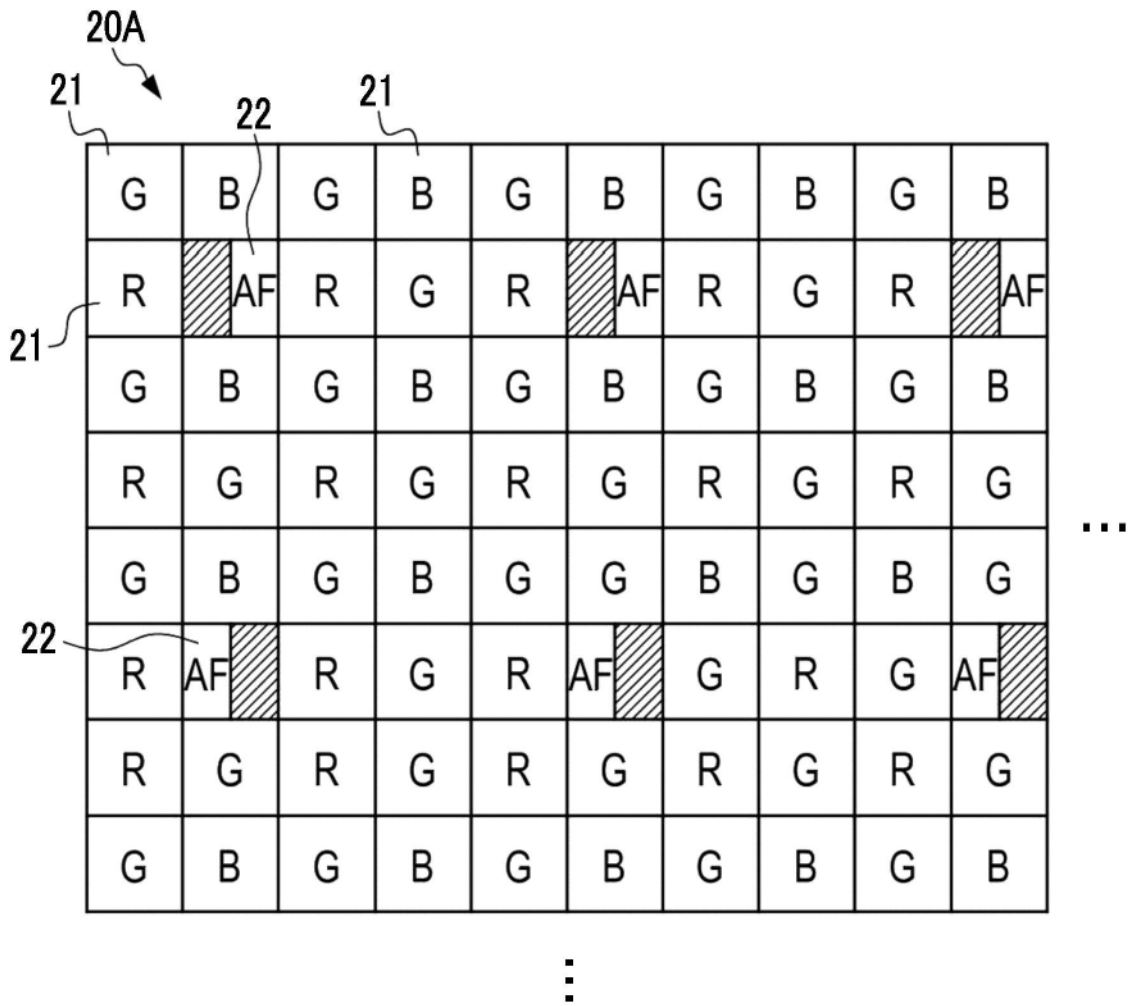 20A
21 22 21
G B G B G B G B G B
R AF R G R AF R G R AF
21
G B G B G B G B G B
R G R G R G R G R G
...
G B G B G G B G B G
22
R AF R G R AF G R G AF
R G R G R G R G R G
G B G B G B G B G B
⋮